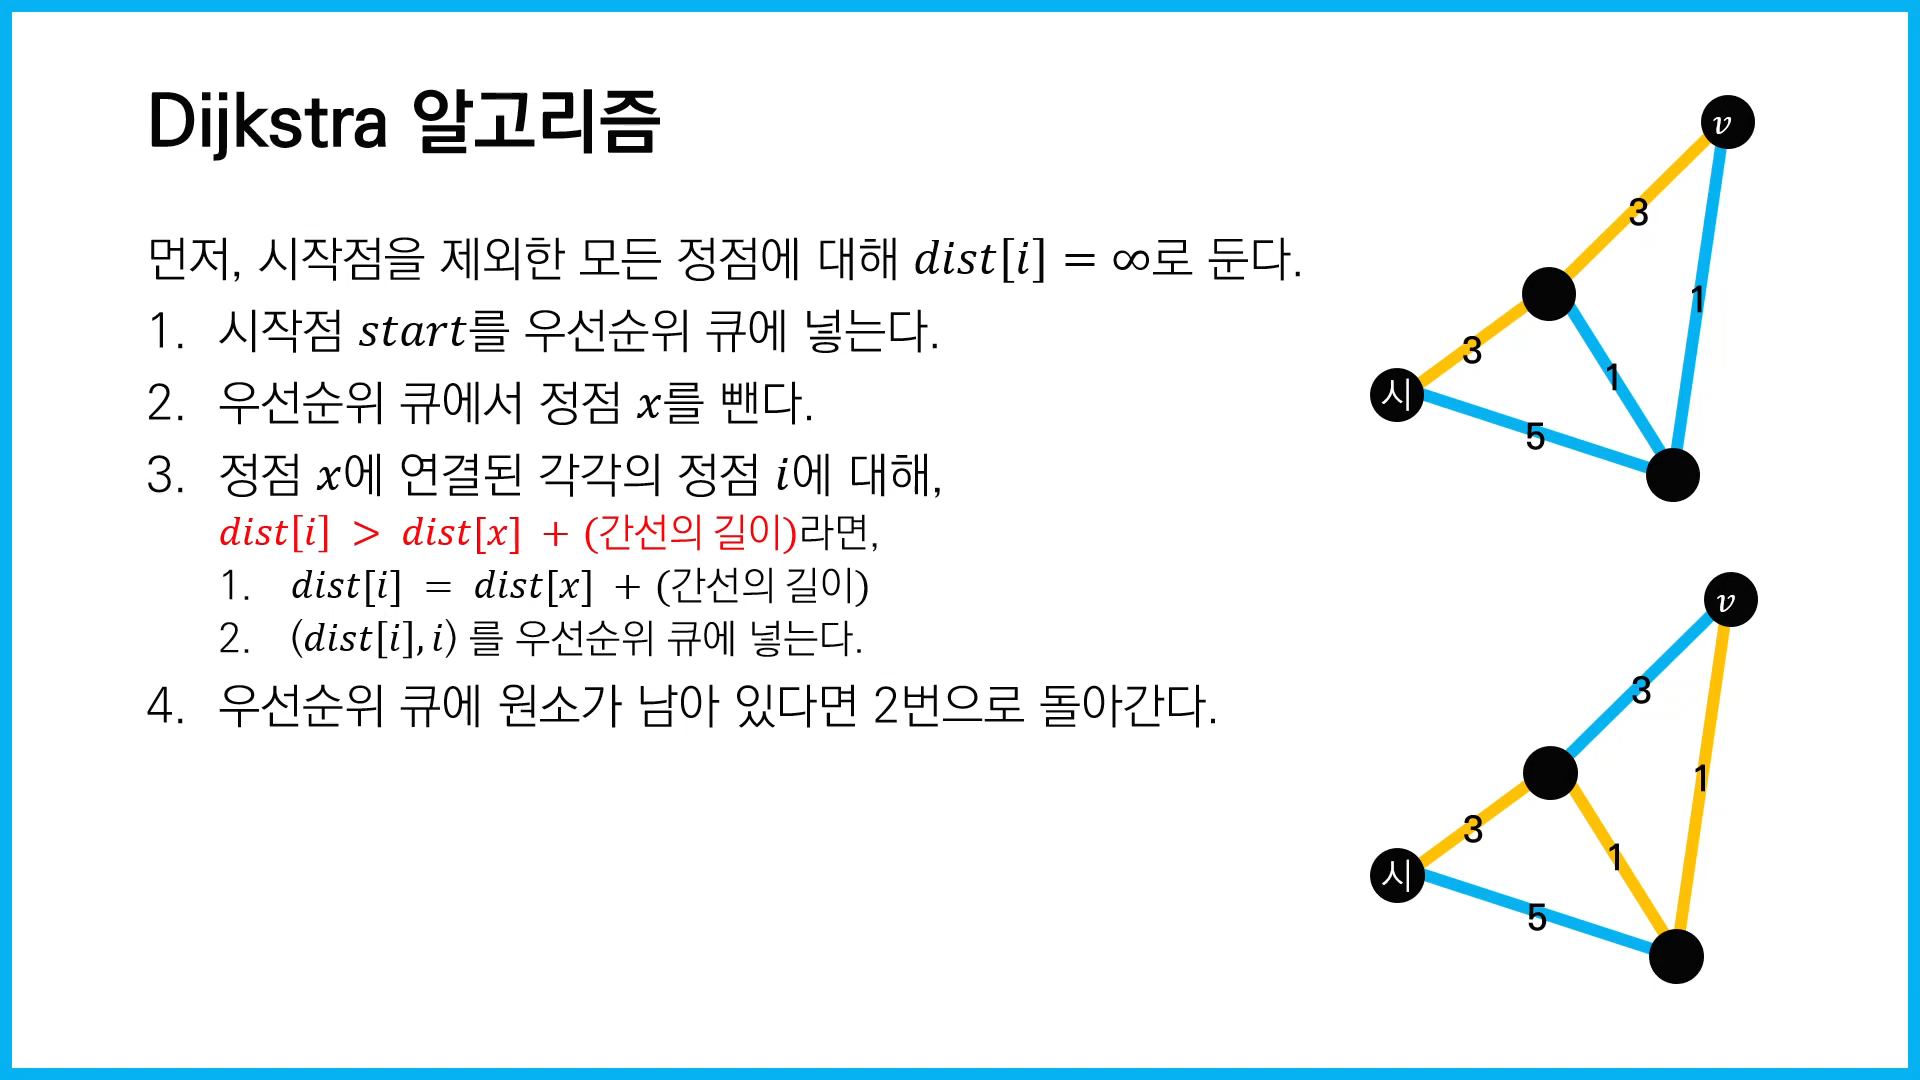 Dijkstra 알고리즘
먼저, 시작점을 제외한 모든 정점에 대해 dist[i] = ∞로 둔다.
1. 시작점 start를 우선순위 큐에 넣는다.
2. 우선순위 큐에서 정점 x를 뺀다.
3. 정점 x에 연결된 각각의 정점 i에 대해,
dist[i] > dist[x] + (간선의 길이)라면,
1. dist[i] = dist[x] + (간선의 길이)
2. (dist[i], i) 를 우선순위 큐에 넣는다.
4. 우선순위 큐에 원소가 남아 있다면 2번으로 돌아간다.
v
3
1
3
1
시
5
v
3
1
3
1
시
5